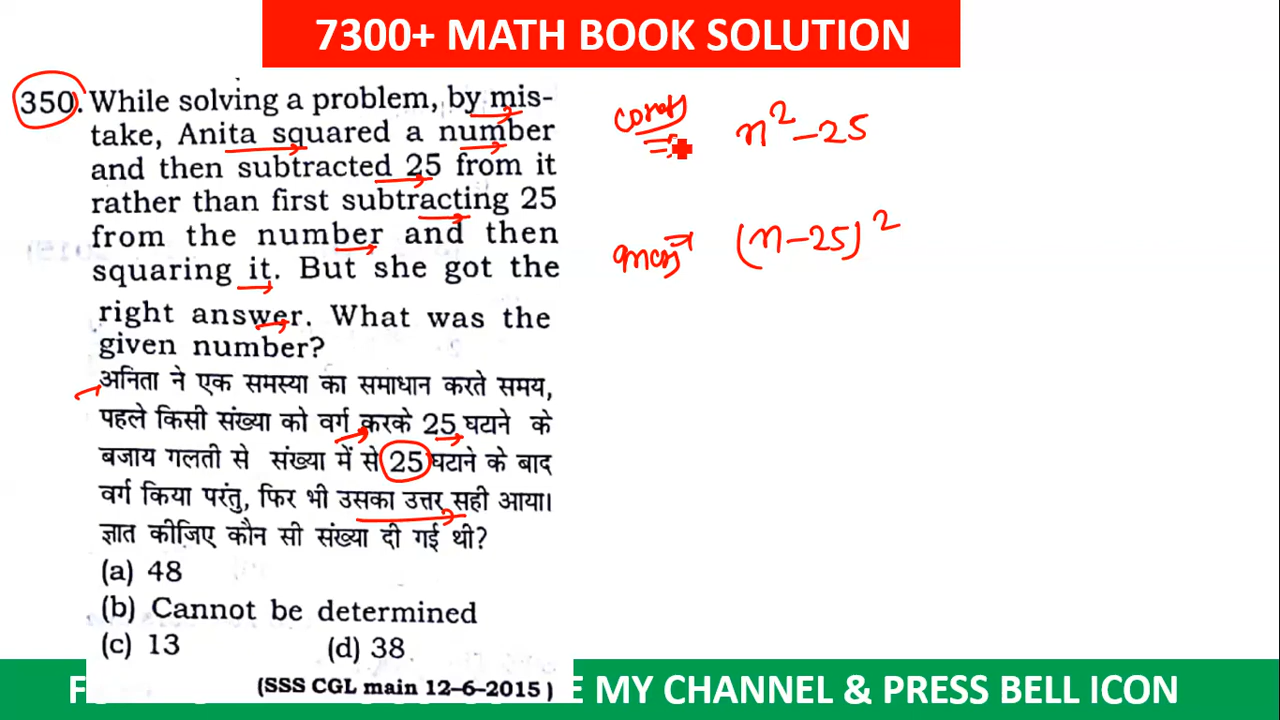 7300+ MATH BOOK SOLUTION
350. While solving a problem, by mis-
take, Anita squared a number
and then subtracted 25 from it
rather than first subtracting 25
from the number and then
squaring it. But she got the
right answer. What was the
given number?
अनिता ने एक समस्या का समाधान करते समय,
पहले किसी संख्या को वर्ग करके 25 घटाने के
बजाय गलती से संख्या में से 25 घटाने के बाद
वर्ग किया परंतु, फिर भी उसका उत्तर सही आया।
ज्ञात कीजिए कौन सी संख्या दी गई थी?
(a) 48
(b) Cannot be determined
(c) 13 (d) 38
(SSS CGL main 12-6-2015)
n² - 25
(n - 25)²
E MY CHANNEL & PRESS BELL ICON